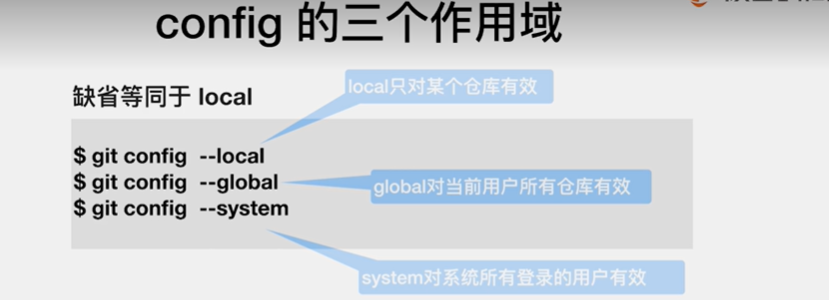 config 的三个作用域
local只对某个仓库有效
缺省等同于 local
$ git config --local
$ git config --global
global对当前用户所有仓库有效
$ git config --system
system对系统所有登录的用户有效